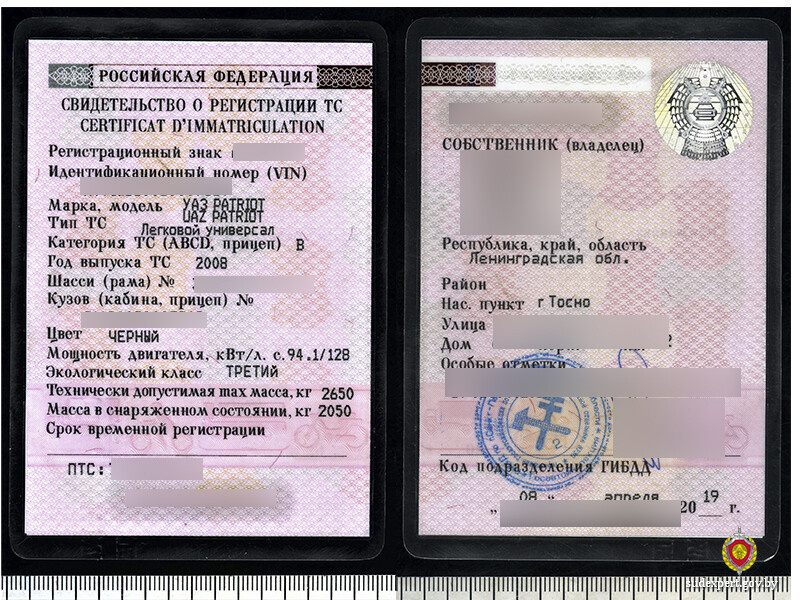 РОССИЙСКАЯ ФЕДЕРАЦИЯ
СВИДЕТЕЛЬСТВО О РЕГИСТРАЦИИ ТС
CERTIFICAT D'IMMATRICULATION
Регистрационный знак
Идентификационный номер (VIN)
Марка, модель УАЗ PATRIOT
UAZ PATRIOT
Тип ТС Легковой универсал
Категория ТС (ABCD, прицеп) B
Год выпуска ТС 2008
Шасси (рама) №
Кузов (кабина, прицеп) №
Цвет ЧЕРНЫЙ
Мощность двигателя, кВт/л. с. 94.1/128
Экологический класс ТРЕТИЙ
Технически допустимая max масса, кг 2650
Масса в снаряженном состоянии, кг 2050
Срок временной регистрации
ПТС:
СОБСТВЕННИК (владелец)
Республика, край, область
Ленинградская обл.
Район
Нас. пункт г Тосно
Улица
Дом
Особые отметки
Код подразделения ГИБДД
„ 08 “ апреля 2019 г.
sudexpert.gov.by